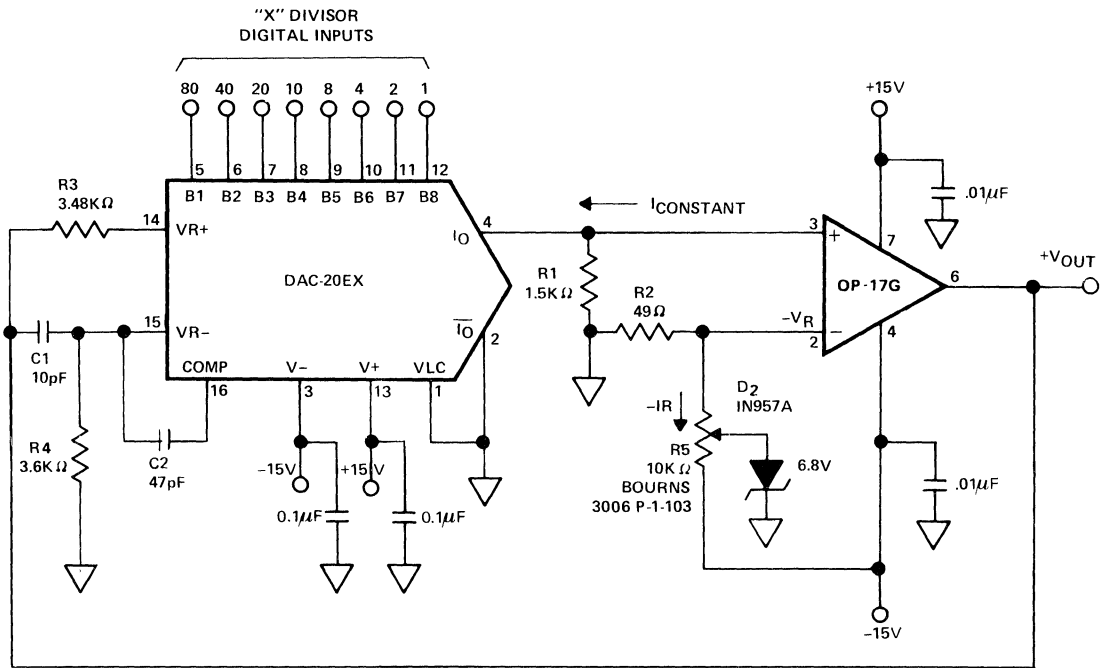 "X" DIVISOR
DIGITAL INPUTS
80 40 20 10 8 4 2 1
5 6 7 8 9 10 11 12
B1 B2 B3 B4 B5 B6 B7 B8
R3
3.48KΩ
14
VR+
DAC-20EX
IO
4
ICONSTANT
R1
1.5KΩ
R2
49Ω
+15V
.01μF
3
+
7
OP-17G
6
+VOUT
-VR
2
−
4
C1
10pF
15
VR−
COMP
16
V−
3
V+
13
VLC
1
IO
2
R4
3.6KΩ
C2
47pF
-15V
+15V
0.1μF
0.1μF
-IR
R5
10KΩ
BOURNS
3006 P-1-103
D2
IN957A
6.8V
.01μF
-15V